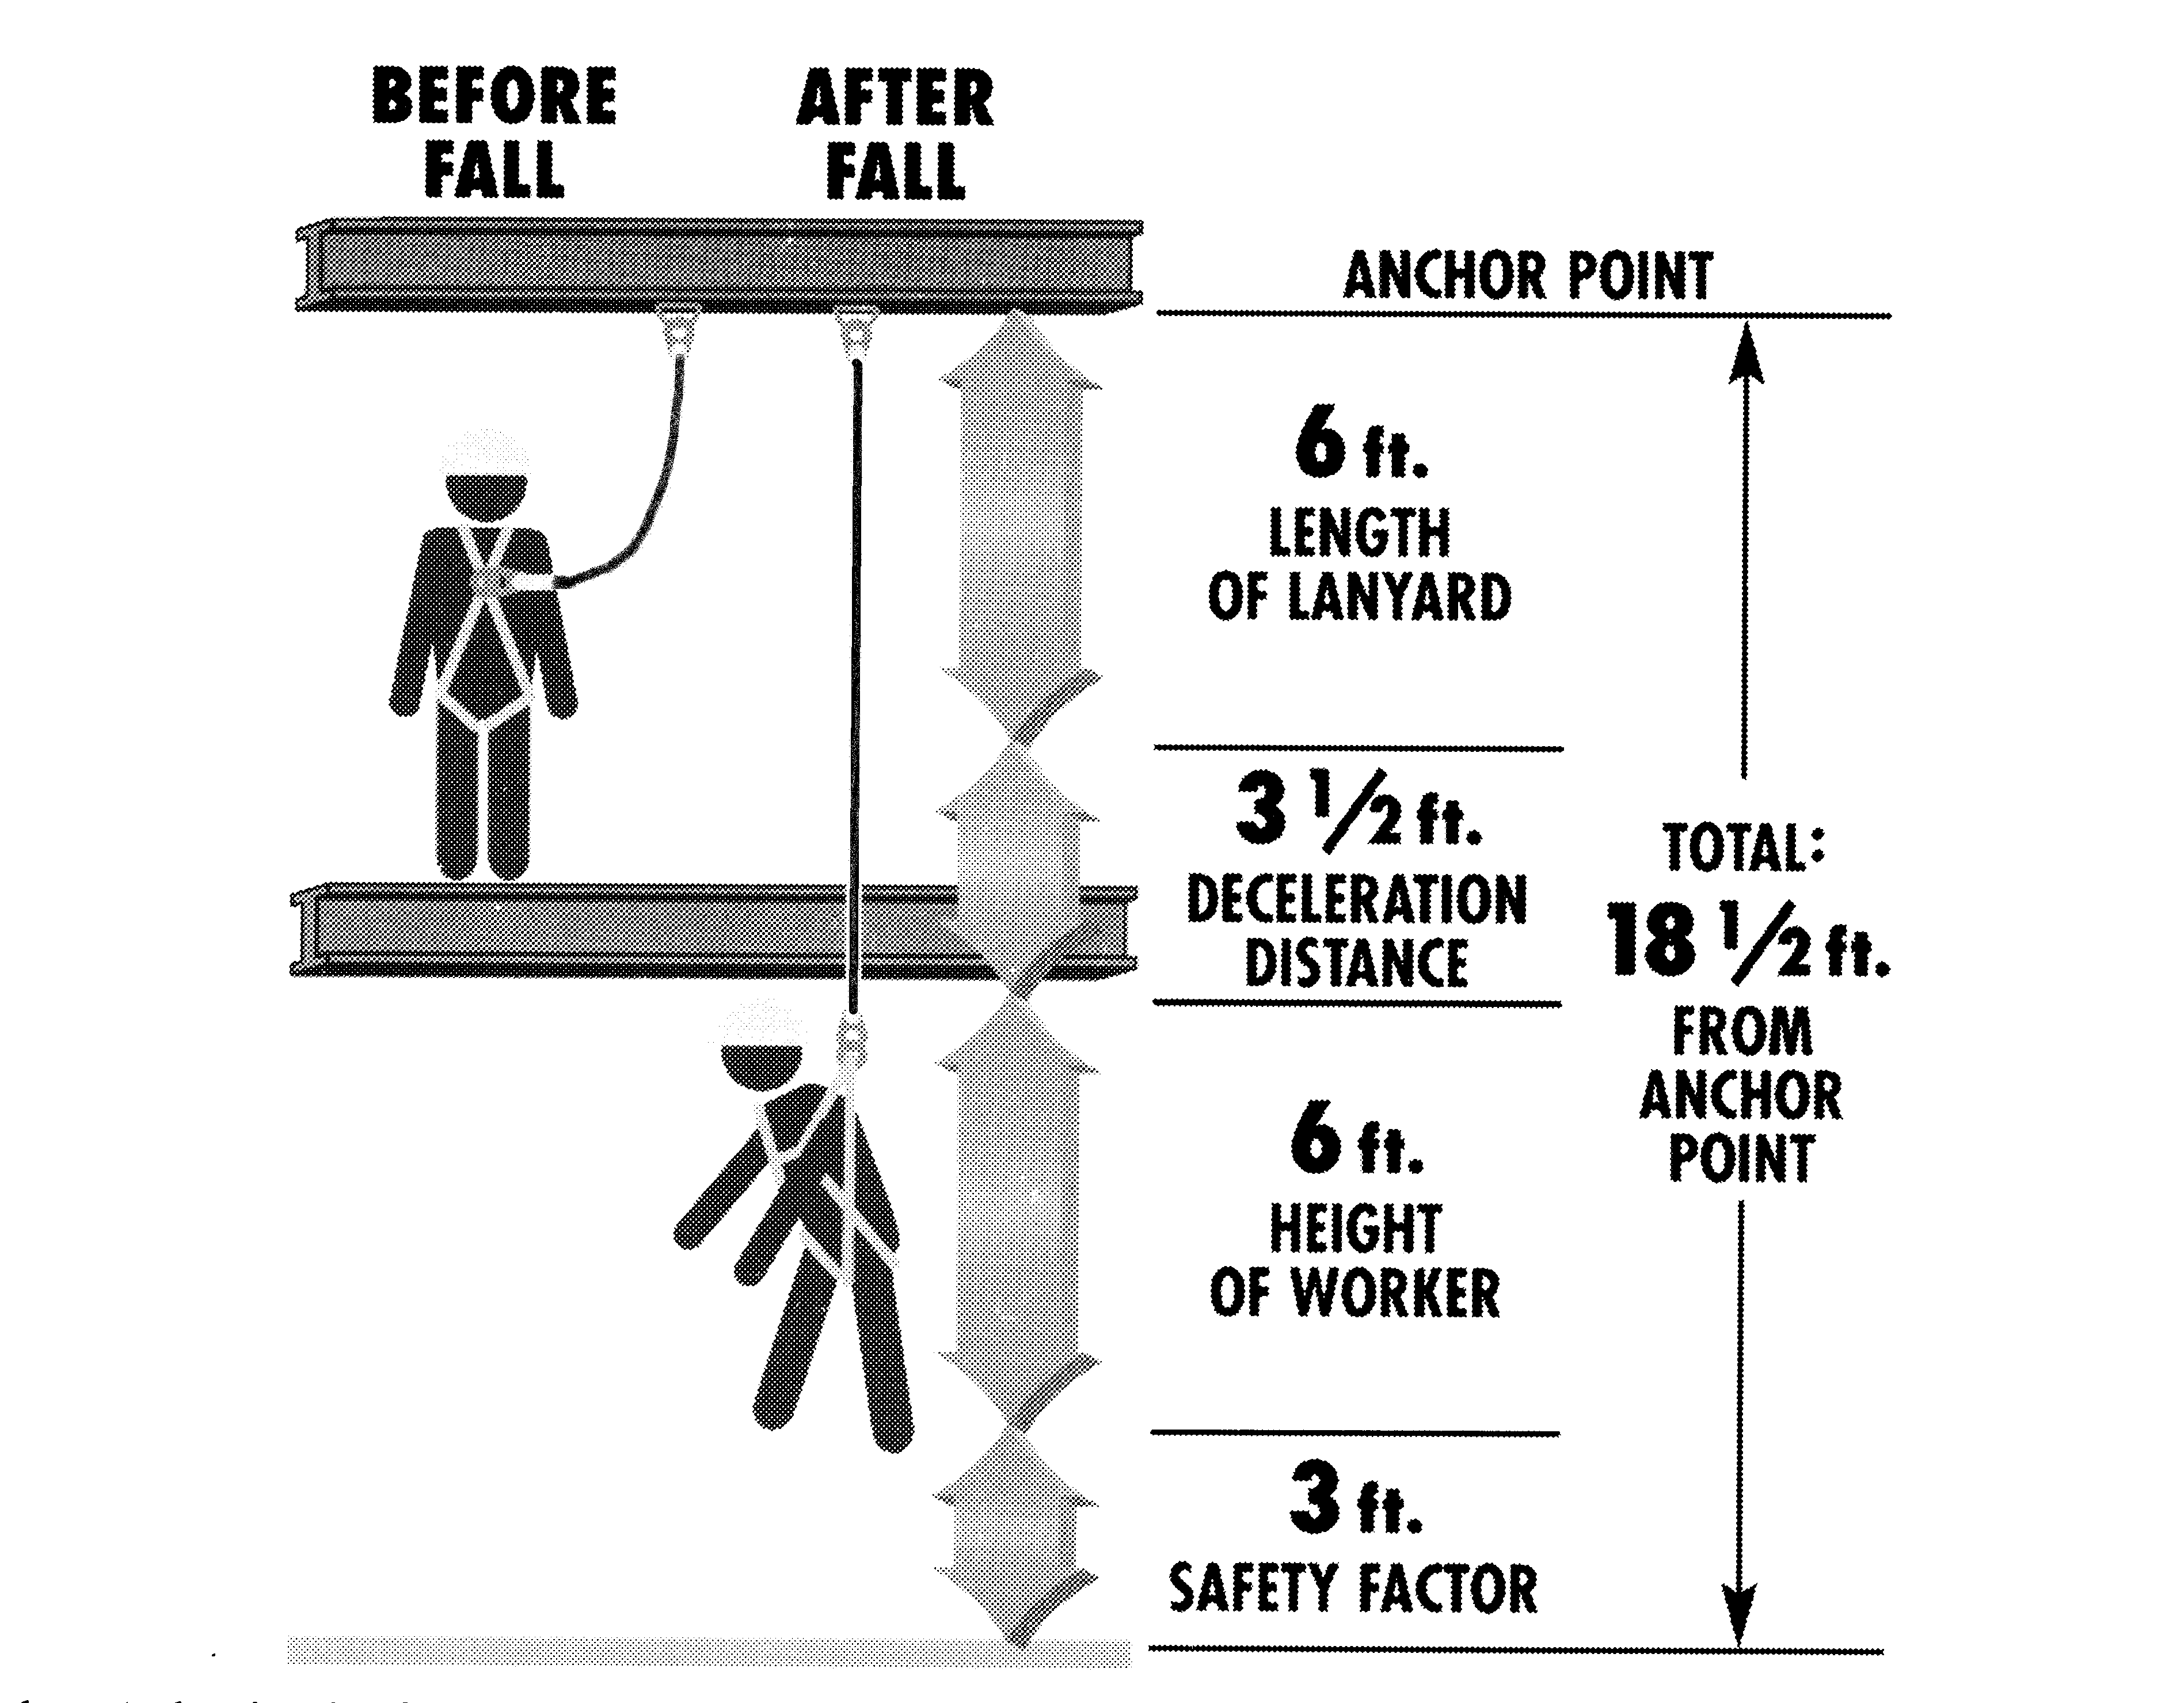 BEFORE
FALL
AFTER
FALL
ANCHOR POINT
6 ft.
LENGTH
OF LANYARD
3 1/2 ft.
DECELERATION
DISTANCE
6 ft.
HEIGHT
OF WORKER
3 ft.
SAFETY FACTOR
TOTAL:
18 1/2 ft.
FROM
ANCHOR
POINT